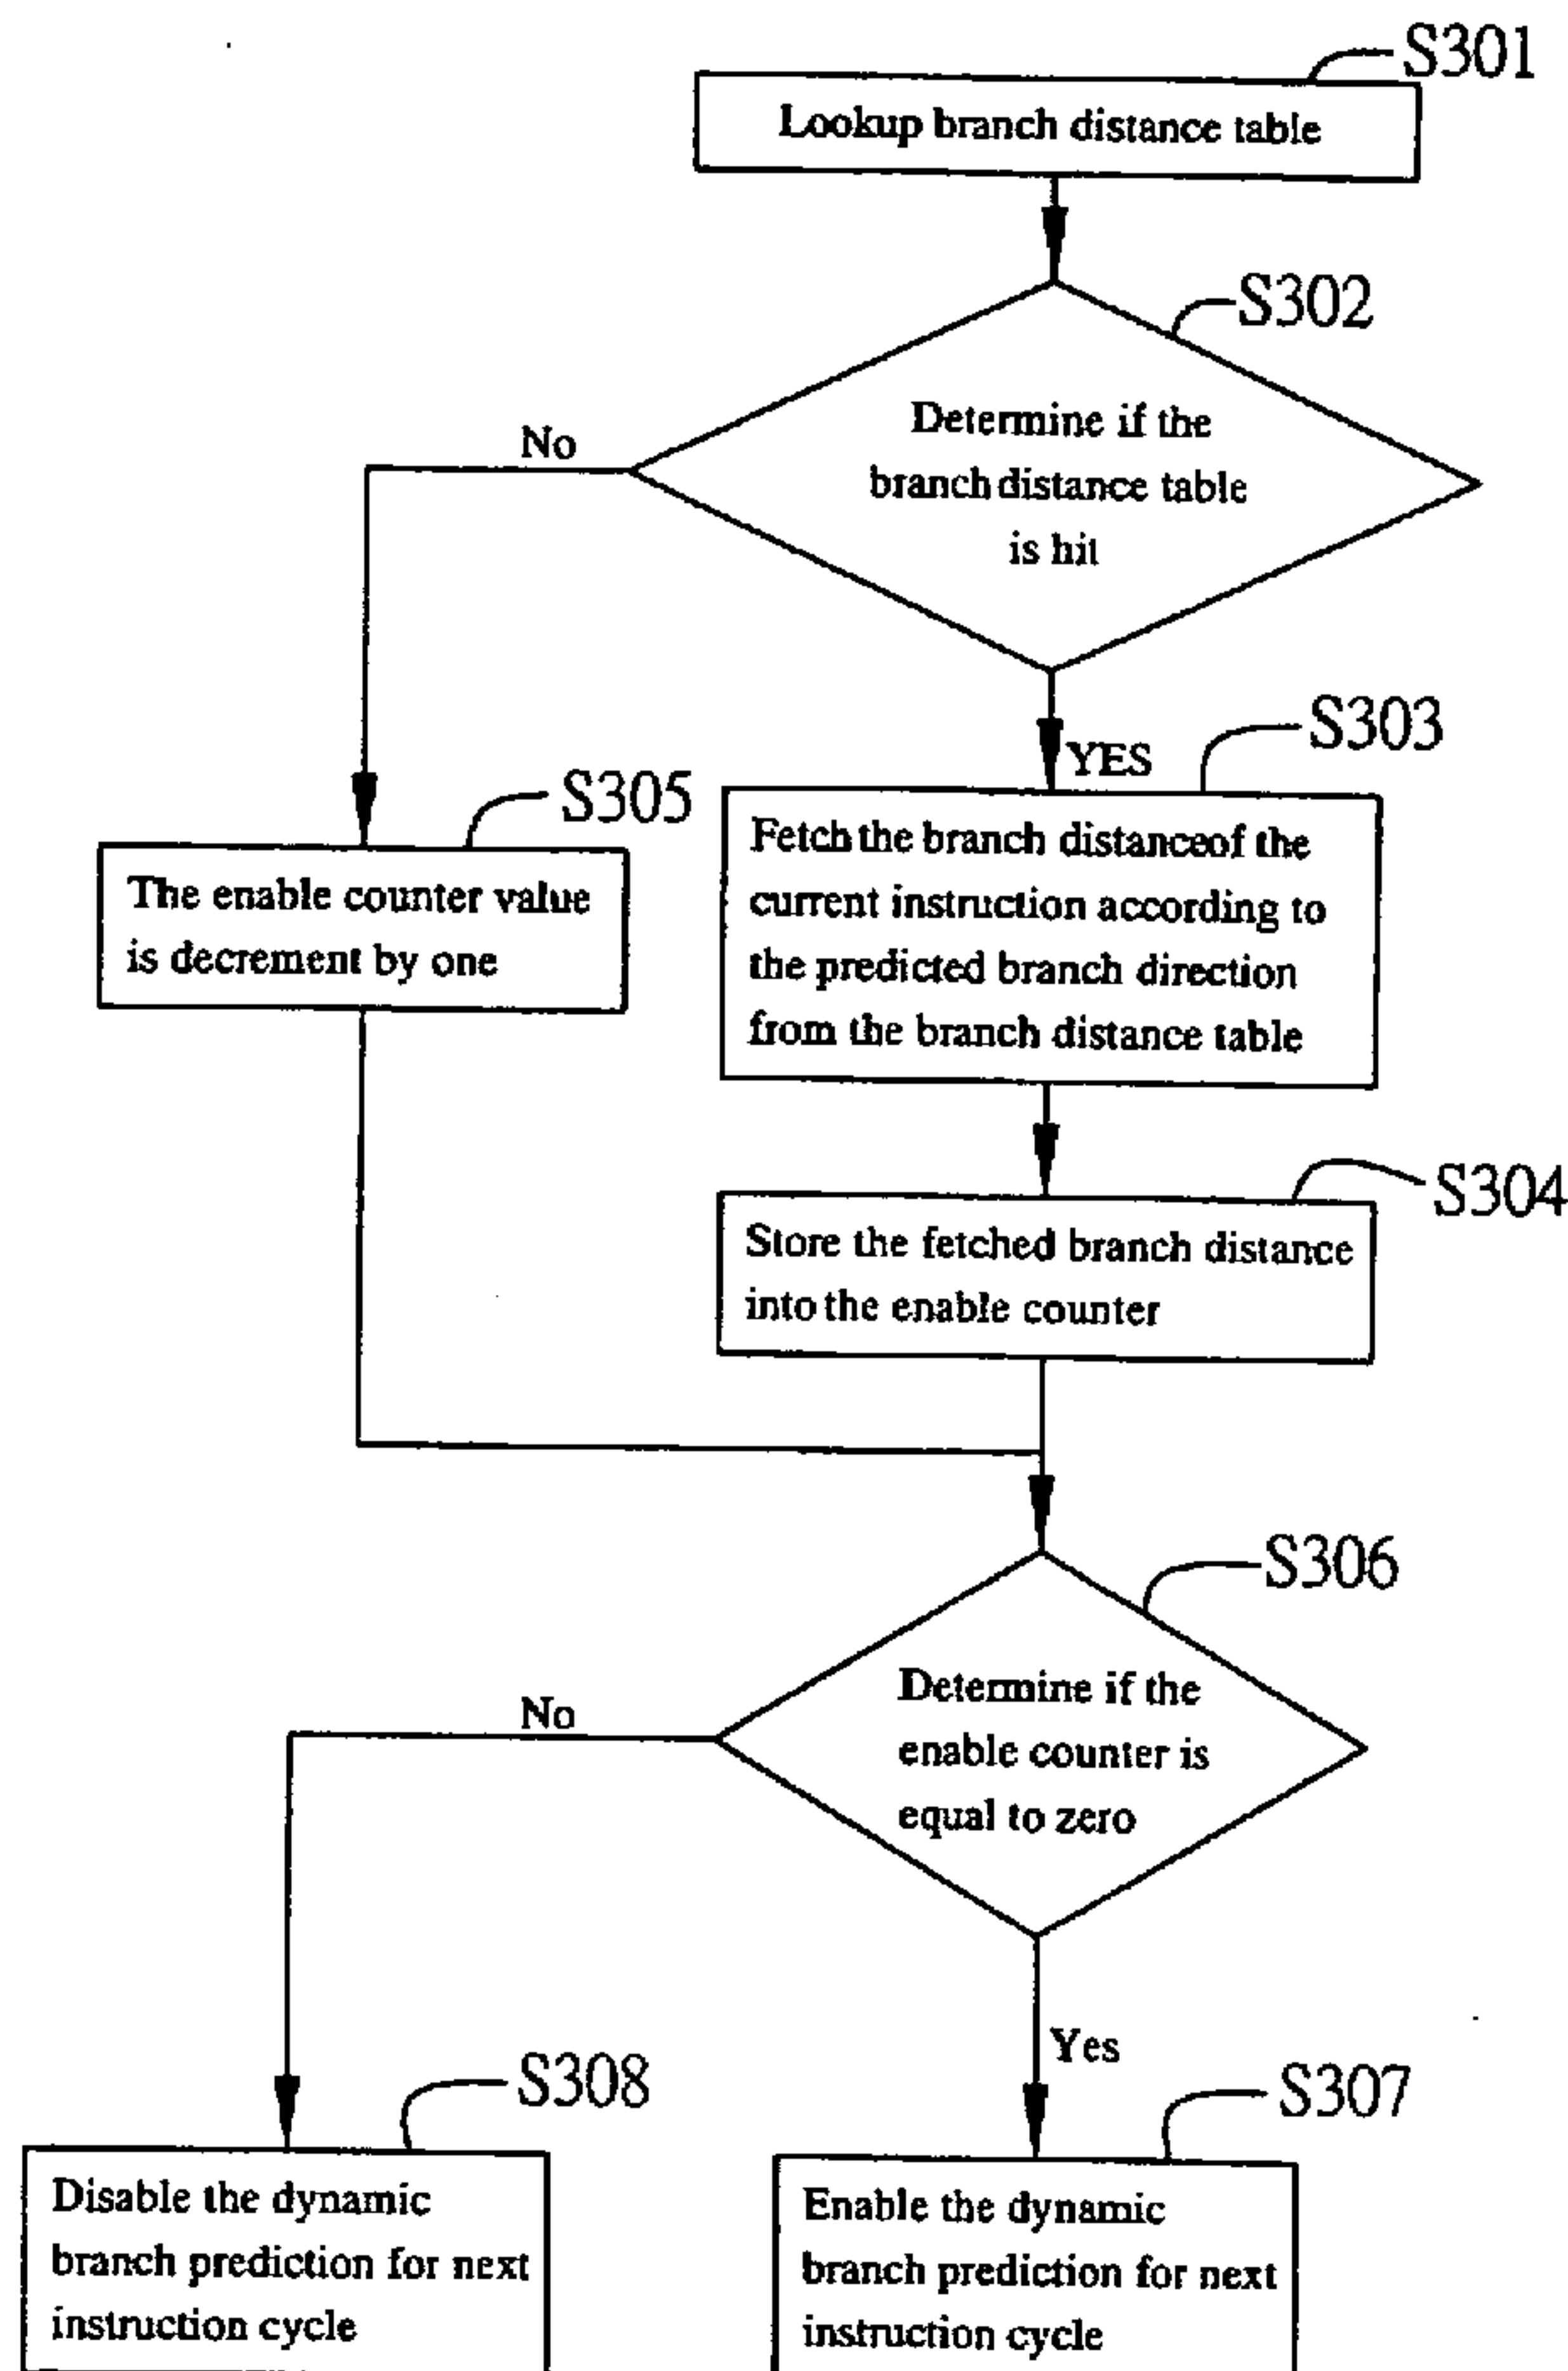 S301
Lookup branch distance table
S302
Determine if the
branch distance table
is hit
No
YES
S303
Fetch the branch distanceof the
current instruction according to
the predicted branch direction
from the branch distance table
S305
The enable counter value
is decrement by one
S304
Store the fetched branch distance
into the enable counter
S306
Determine if the
enable counter is
equal to zero
No
Yes
S308
Disable the dynamic
branch prediction for next
instruction cycle
S307
Enable the dynamic
branch prediction for next
instruction cycle